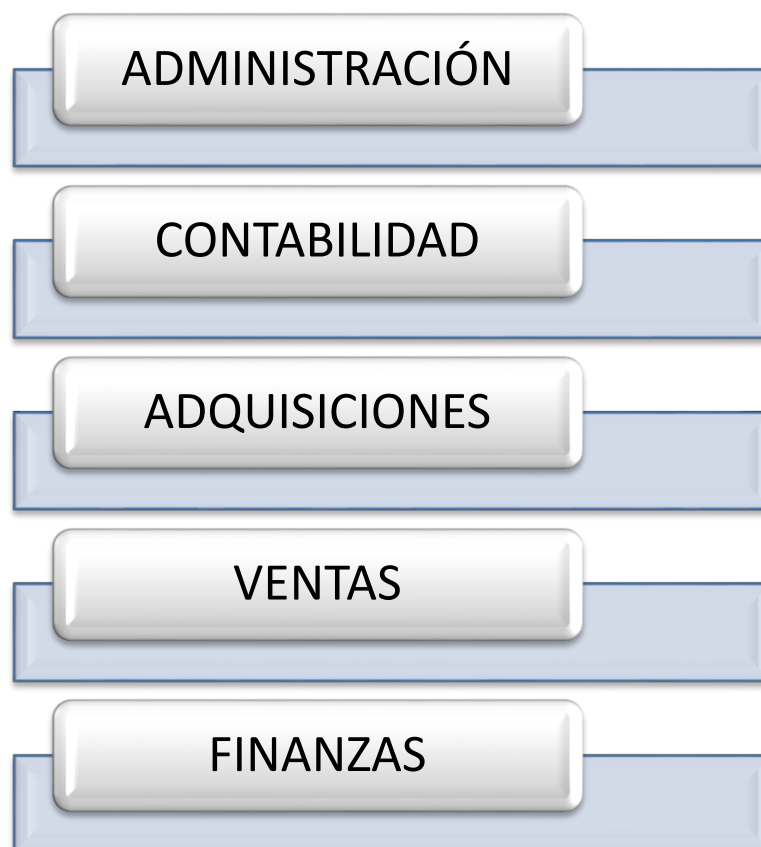 ADMINISTRACIÓN
CONTABILIDAD
ADQUISICIONES
VENTAS
FINANZAS